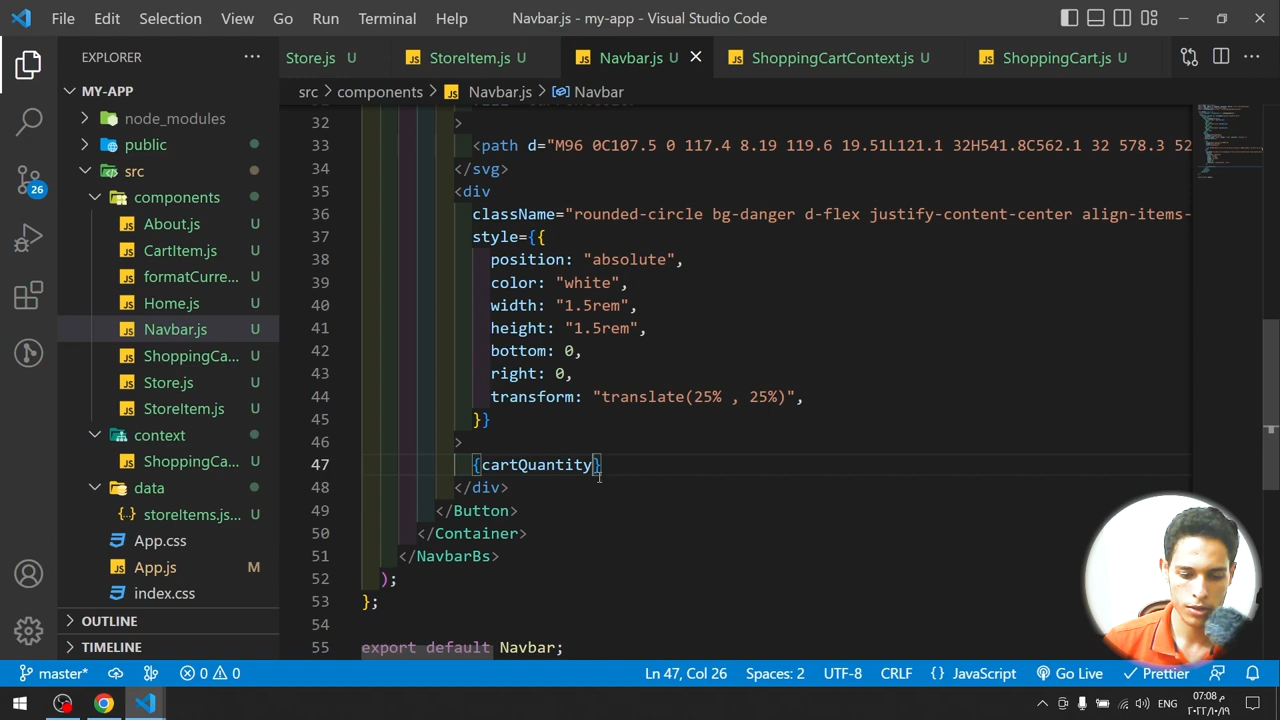 File Edit Selection View Go Run Terminal Help
Navbar.js - my-app - Visual Studio Code
EXPLORER
Store.js U
StoreItem.js U
Navbar.js U
ShoppingCartContext.js U
ShoppingCart.js U
src > components > Navbar.js > Navbar
MY-APP
node_modules
public
src
components
About.js U
CartItem.js U
formatCurre... U
Home.js U
Navbar.js U
ShoppingCa... U
Store.js U
StoreItem.js U
context
ShoppingCa... U
data
storeItems.js... U
App.css
App.js M
index.css
OUTLINE
TIMELINE
26
32 >
33 <path d="M96 0C107.5 0 117.4 8.19 119.6 19.51L121.1 32H541.8C562.1 32 578.3 52
34 </svg>
35 <div
36 className="rounded-circle bg-danger d-flex justify-content-center align-items-
37 style={{
38 position: "absolute",
39 color: "white",
40 width: "1.5rem",
41 height: "1.5rem",
42 bottom: 0,
43 right: 0,
44 transform: "translate(25% , 25%)",
45 }}
46 >
47 {cartQuantity}
48 </div>
49 </Button>
50 </Container>
51 </NavbarBs>
52 );
53 };
54
55 export default Navbar;
master* 0 0 Ln 47, Col 26 Spaces: 2 UTF-8 CRLF {} JavaScript Go Live Prettier
ENG
07:08 م
٢٠٢٢/١٠/١٩